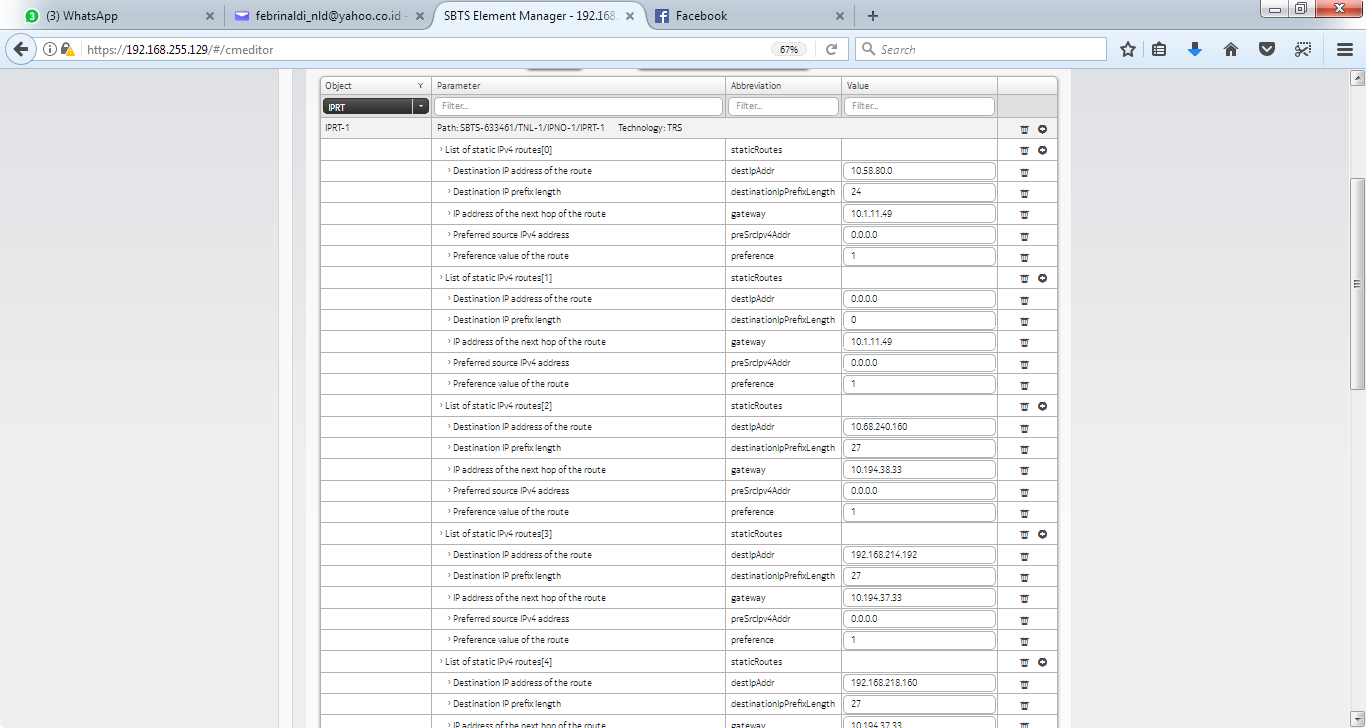 (3) WhatsApp
febrinaldi_nld@yahoo.co.id -
SBTS Element Manager - 192.168.
Facebook
https://192.168.255.129/#/cmeditor
67%
Search
Object Parameter Abbreviation Value
IPRT Filter... Filter... Filter...
IPRT-1 Path: SBTS-633461/TNL-1/IPNO-1/IPRT-1 Technology: TRS
List of static IPv4 routes[0] staticRoutes
Destination IP address of the route destIpAddr 10.58.80.0
Destination IP prefix length destinationIpPrefixLength 24
IP address of the next hop of the route gateway 10.1.11.49
Preferred source IPv4 address preSrcIpv4Addr 0.0.0.0
Preference value of the route preference 1
List of static IPv4 routes[1] staticRoutes
Destination IP address of the route destIpAddr 0.0.0.0
Destination IP prefix length destinationIpPrefixLength 0
IP address of the next hop of the route gateway 10.1.11.49
Preferred source IPv4 address preSrcIpv4Addr 0.0.0.0
Preference value of the route preference 1
List of static IPv4 routes[2] staticRoutes
Destination IP address of the route destIpAddr 10.68.240.160
Destination IP prefix length destinationIpPrefixLength 27
IP address of the next hop of the route gateway 10.194.38.33
Preferred source IPv4 address preSrcIpv4Addr 0.0.0.0
Preference value of the route preference 1
List of static IPv4 routes[3] staticRoutes
Destination IP address of the route destIpAddr 192.168.214.192
Destination IP prefix length destinationIpPrefixLength 27
IP address of the next hop of the route gateway 10.194.37.33
Preferred source IPv4 address preSrcIpv4Addr 0.0.0.0
Preference value of the route preference 1
List of static IPv4 routes[4] staticRoutes
Destination IP address of the route destIpAddr 192.168.218.160
Destination IP prefix length destinationIpPrefixLength 27
IP address of the next hop of the route gateway 10.194.37.33